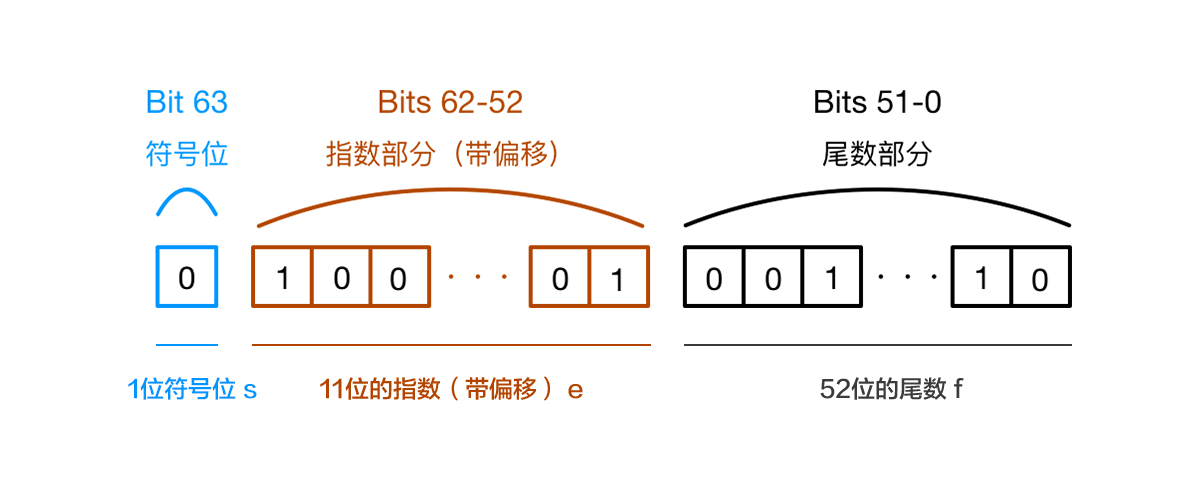 Bit 63 Bits 62-52 Bits 51-0
符号位 指数部分（带偏移） 尾数部分
0 1 0 0 · · · 0 1 0 0 1 · · · 1 0
1位符号位 s 11位的指数（带偏移）e 52位的尾数 f